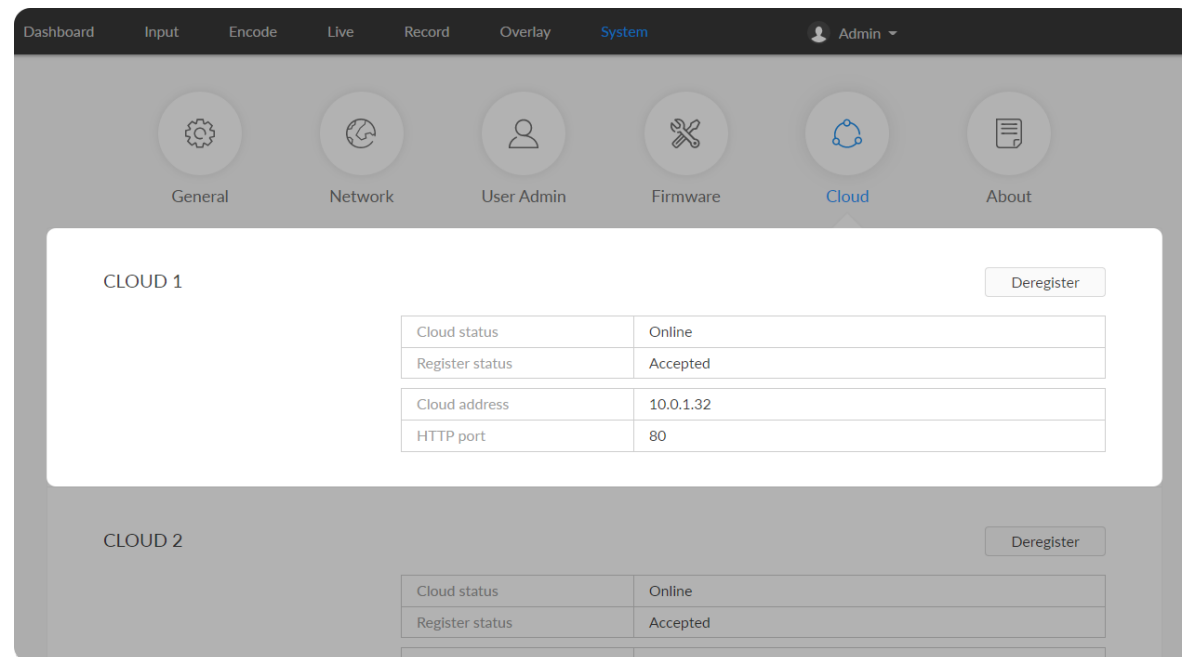 Dashboard Input Encode Live Record Overlay System Admin
General Network User Admin Firmware Cloud About
CLOUD 1 Deregister
Cloud status Online
Register status Accepted
Cloud address 10.0.1.32
HTTP port 80
CLOUD 2 Deregister
Cloud status Online
Register status Accepted